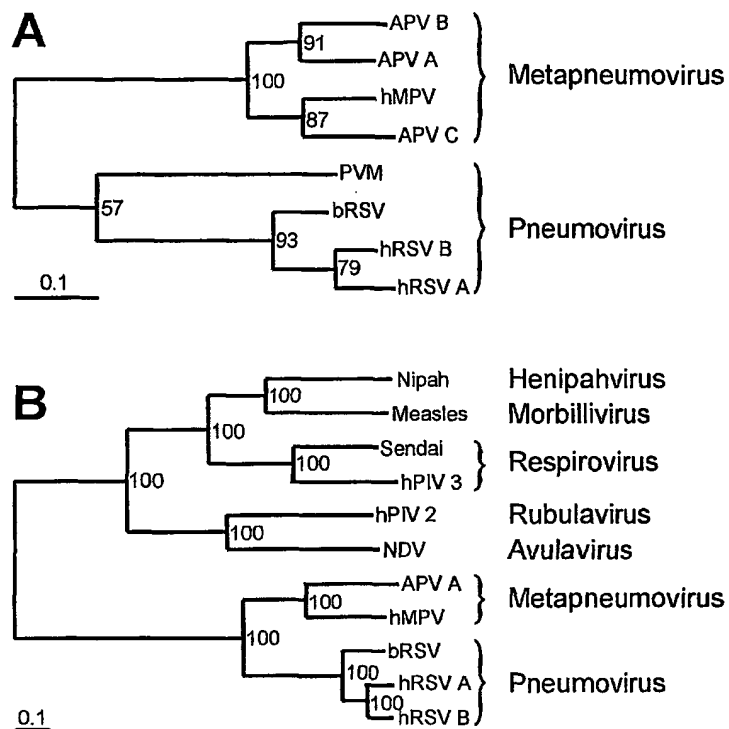 A
APV B
91
APV A
100
hMPV
87
APV C
Metapneumovirus
PVM
57
bRSV
93
hRSV B
79
hRSV A
Pneumovirus
0.1
B
Nipah
Henipahvirus
100
Measles
Morbillivirus
100
Sendai
100
hPIV 3
Respirovirus
100
hPIV 2
Rubulavirus
100
NDV
Avulavirus
APV A
100
hMPV
Metapneumovirus
100
bRSV
100
hRSV A
100
hRSV B
Pneumovirus
0.1